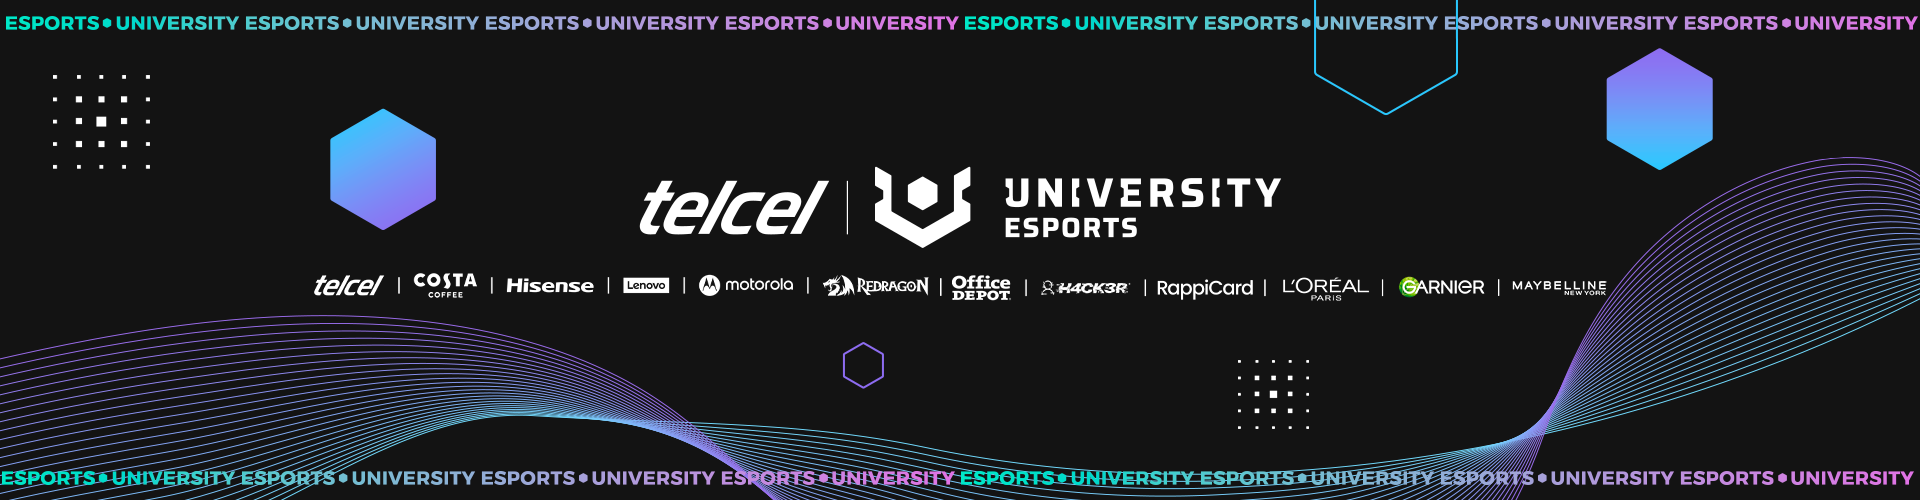 ESPORTS•UNIVERSITY ESPORTS•UNIVERSITY ESPORTS•UNIVERSITY ESPORTS•UNIVERSITY ESPORTS•UNIVERSITY ESPORTS•UNIVERSITY ESPORTS•UNIVERSITY ESPORTS•UNIVERSITY
telcel | UNIVERSITY
ESPORTS
telcel | COSTA COFFEE | Hisense | Lenovo | motorola | REDRAGON | Office DEPOT | H4CK3R | RappiCard | L'ORÉAL PARIS | GARNIER | MAYBELLINE NEW YORK
ESPORTS•UNIVERSITY ESPORTS•UNIVERSITY ESPORTS•UNIVERSITY ESPORTS•UNIVERSITY ESPORTS•UNIVERSITY ESPORTS•UNIVERSITY ESPORTS•UNIVERSITY ESPORTS•UNIVERSITY